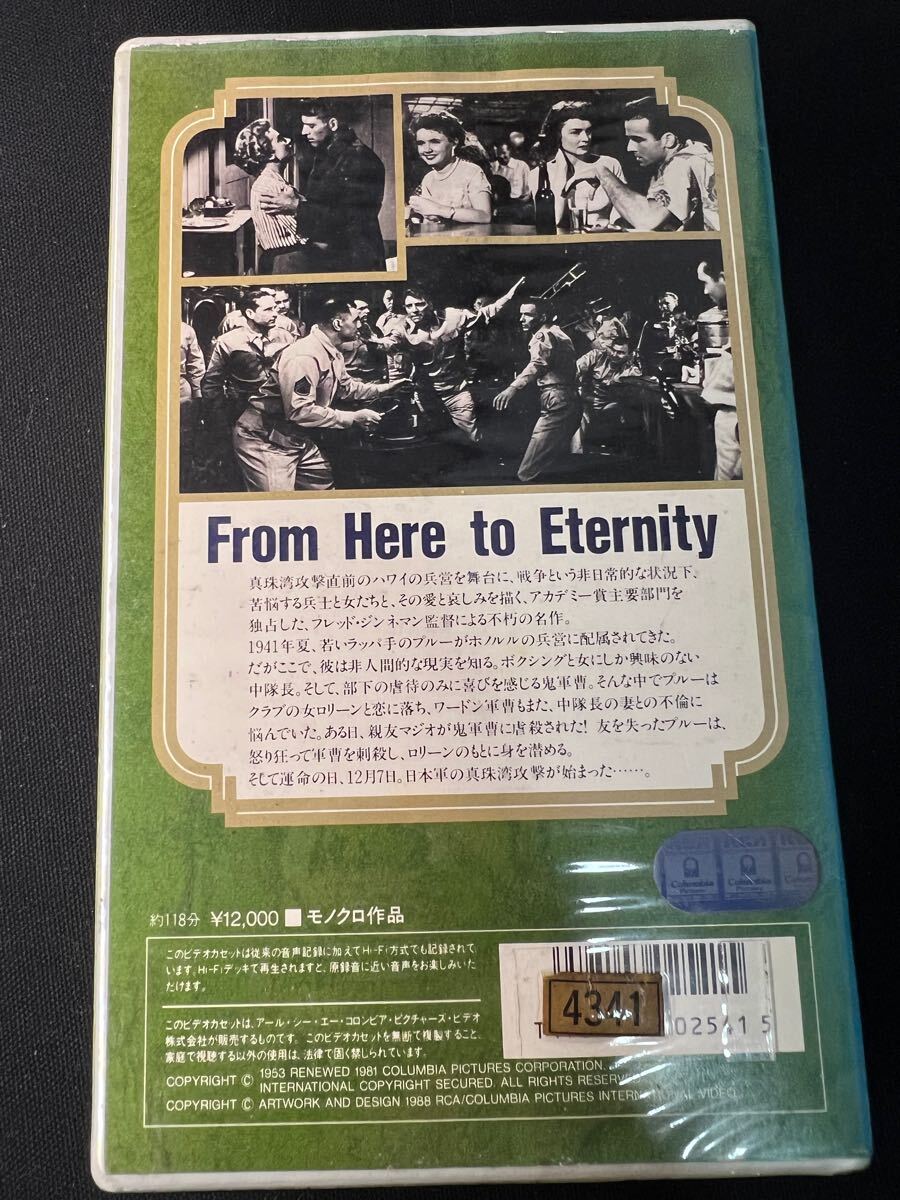 From Here to Eternity
真珠湾攻撃直前のハワイの兵営を舞台に、戦争という非日常的な状況下、
苦悩する兵士と女たちと、その愛と哀しみを描く、アカデミー賞主要部門を
独占した、フレッド・ジンネマン監督による不朽の名作。
1941年夏、若いラッパ手のプルーがホノルルの兵営に配属されてきた。
だがここで、彼は非人間的な現実を知る。ボクシングと女にしか興味のない
中隊長。そして、部下の虐待のみに喜びを感じる鬼軍曹。そんな中でプルーは
クラブの女ロリーンと恋に落ち、ワードン軍曹もまた、中隊長の妻との不倫に
悩んでいた。ある日、親友マジオが鬼軍曹に虐殺された! 友を失ったプルーは、
怒り狂って軍曹を刺殺し、ロリーンのもとに身を潜める。
そして運命の日、12月7日。日本軍の真珠湾攻撃が始まった……。
Columbia
Pictures
Columbia
Pictures
Columbia
約118分 ¥12,000 ■ モノクロ作品
このビデオカセットは従来の音声記録に加えてHi-Fi方式でも記録されて
います。Hi-Fiデッキで再生されますと、原録音に近い音声をお楽しみいた
だけます。
このビデオカセットは、アール・シー・エー・コロンビア・ピクチャーズ・ビデオ
株式会社が販売するものです。このビデオカセットを無断で複製すること、
家庭で視聴する以外の使用は、法律で固く禁しられています。
4341
T 02541 5
COPYRIGHT © 1953 RENEWED 1981 COLUMBIA PICTURES CORPORATION.
INTERNATIONAL COPYRIGHT SECURED. ALL RIGHTS RESERVED.
COPYRIGHT © ARTWORK AND DESIGN 1988 RCA/COLUMBIA PICTURES INTERNATIONAL VIDEO.